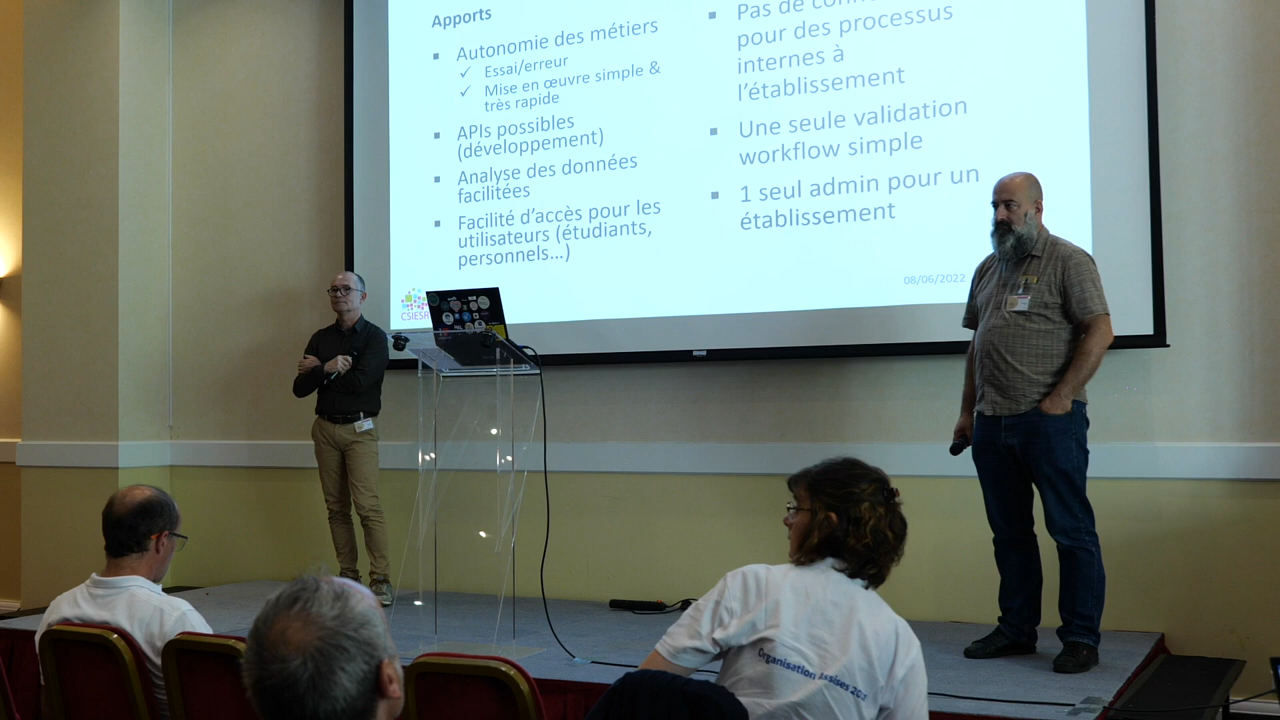 Apports
Autonomie des métiers
Essai/erreur
Mise en œuvre simple &
très rapide
APIs possibles
(développement)
Analyse des données
facilitées
Facilité d'accès pour les
utilisateurs (étudiants,
personnels...)
Pas de
pour des processus
internes à
l'établissement
Une seule validation
workflow simple
1 seul admin pour un
établissement
08/06/2022
CSIESR
Organisation Assises